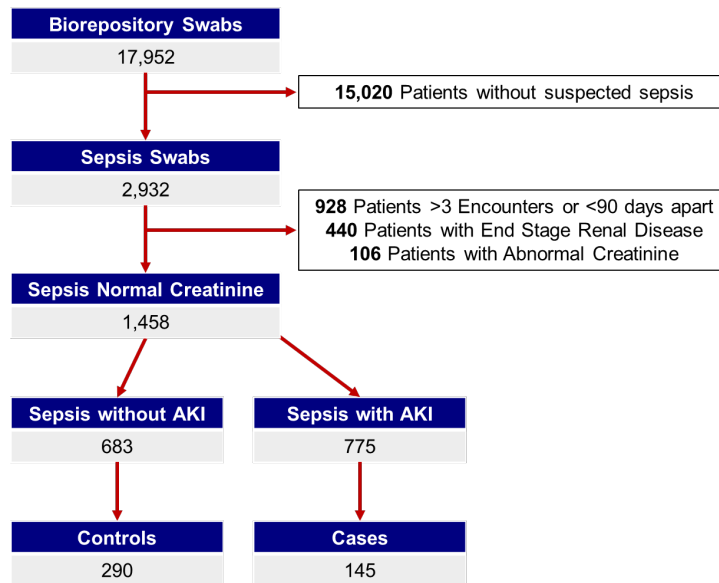 Biorepository Swabs
17,952
15,020 Patients without suspected sepsis
Sepsis Swabs
2,932
928 Patients >3 Encounters or <90 days apart
440 Patients with End Stage Renal Disease
106 Patients with Abnormal Creatinine
Sepsis Normal Creatinine
1,458
Sepsis without AKI
683
Sepsis with AKI
775
Controls
290
Cases
145